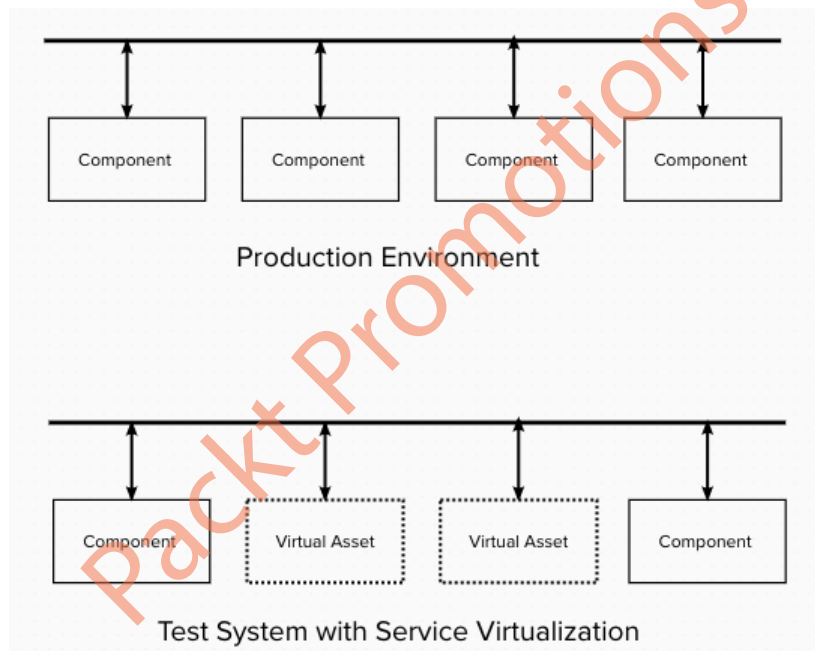 Component Component Component Component
Production Environment
Component Virtual Asset Virtual Asset Component
Test System with Service Virtualization
Packt Promotions